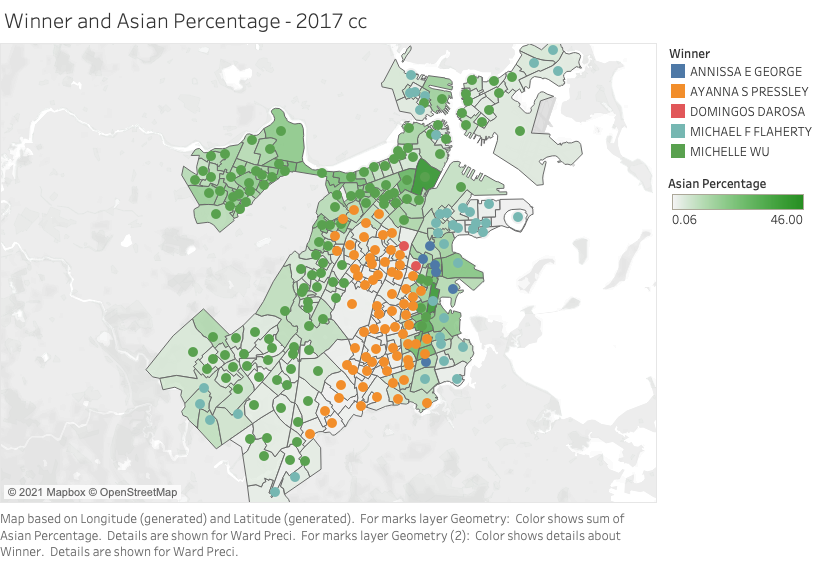 Winner and Asian Percentage - 2017 cc
Winner
ANNISSA E GEORGE
AYANNA S PRESSLEY
DOMINGOS DAROSA
MICHAEL F FLAHERTY
MICHELLE WU
Asian Percentage
0.06 46.00
© 2021 Mapbox © OpenStreetMap
Map based on Longitude (generated) and Latitude (generated). For marks layer Geometry: Color shows sum of
Asian Percentage. Details are shown for Ward Preci. For marks layer Geometry (2): Color shows details about
Winner. Details are shown for Ward Preci.